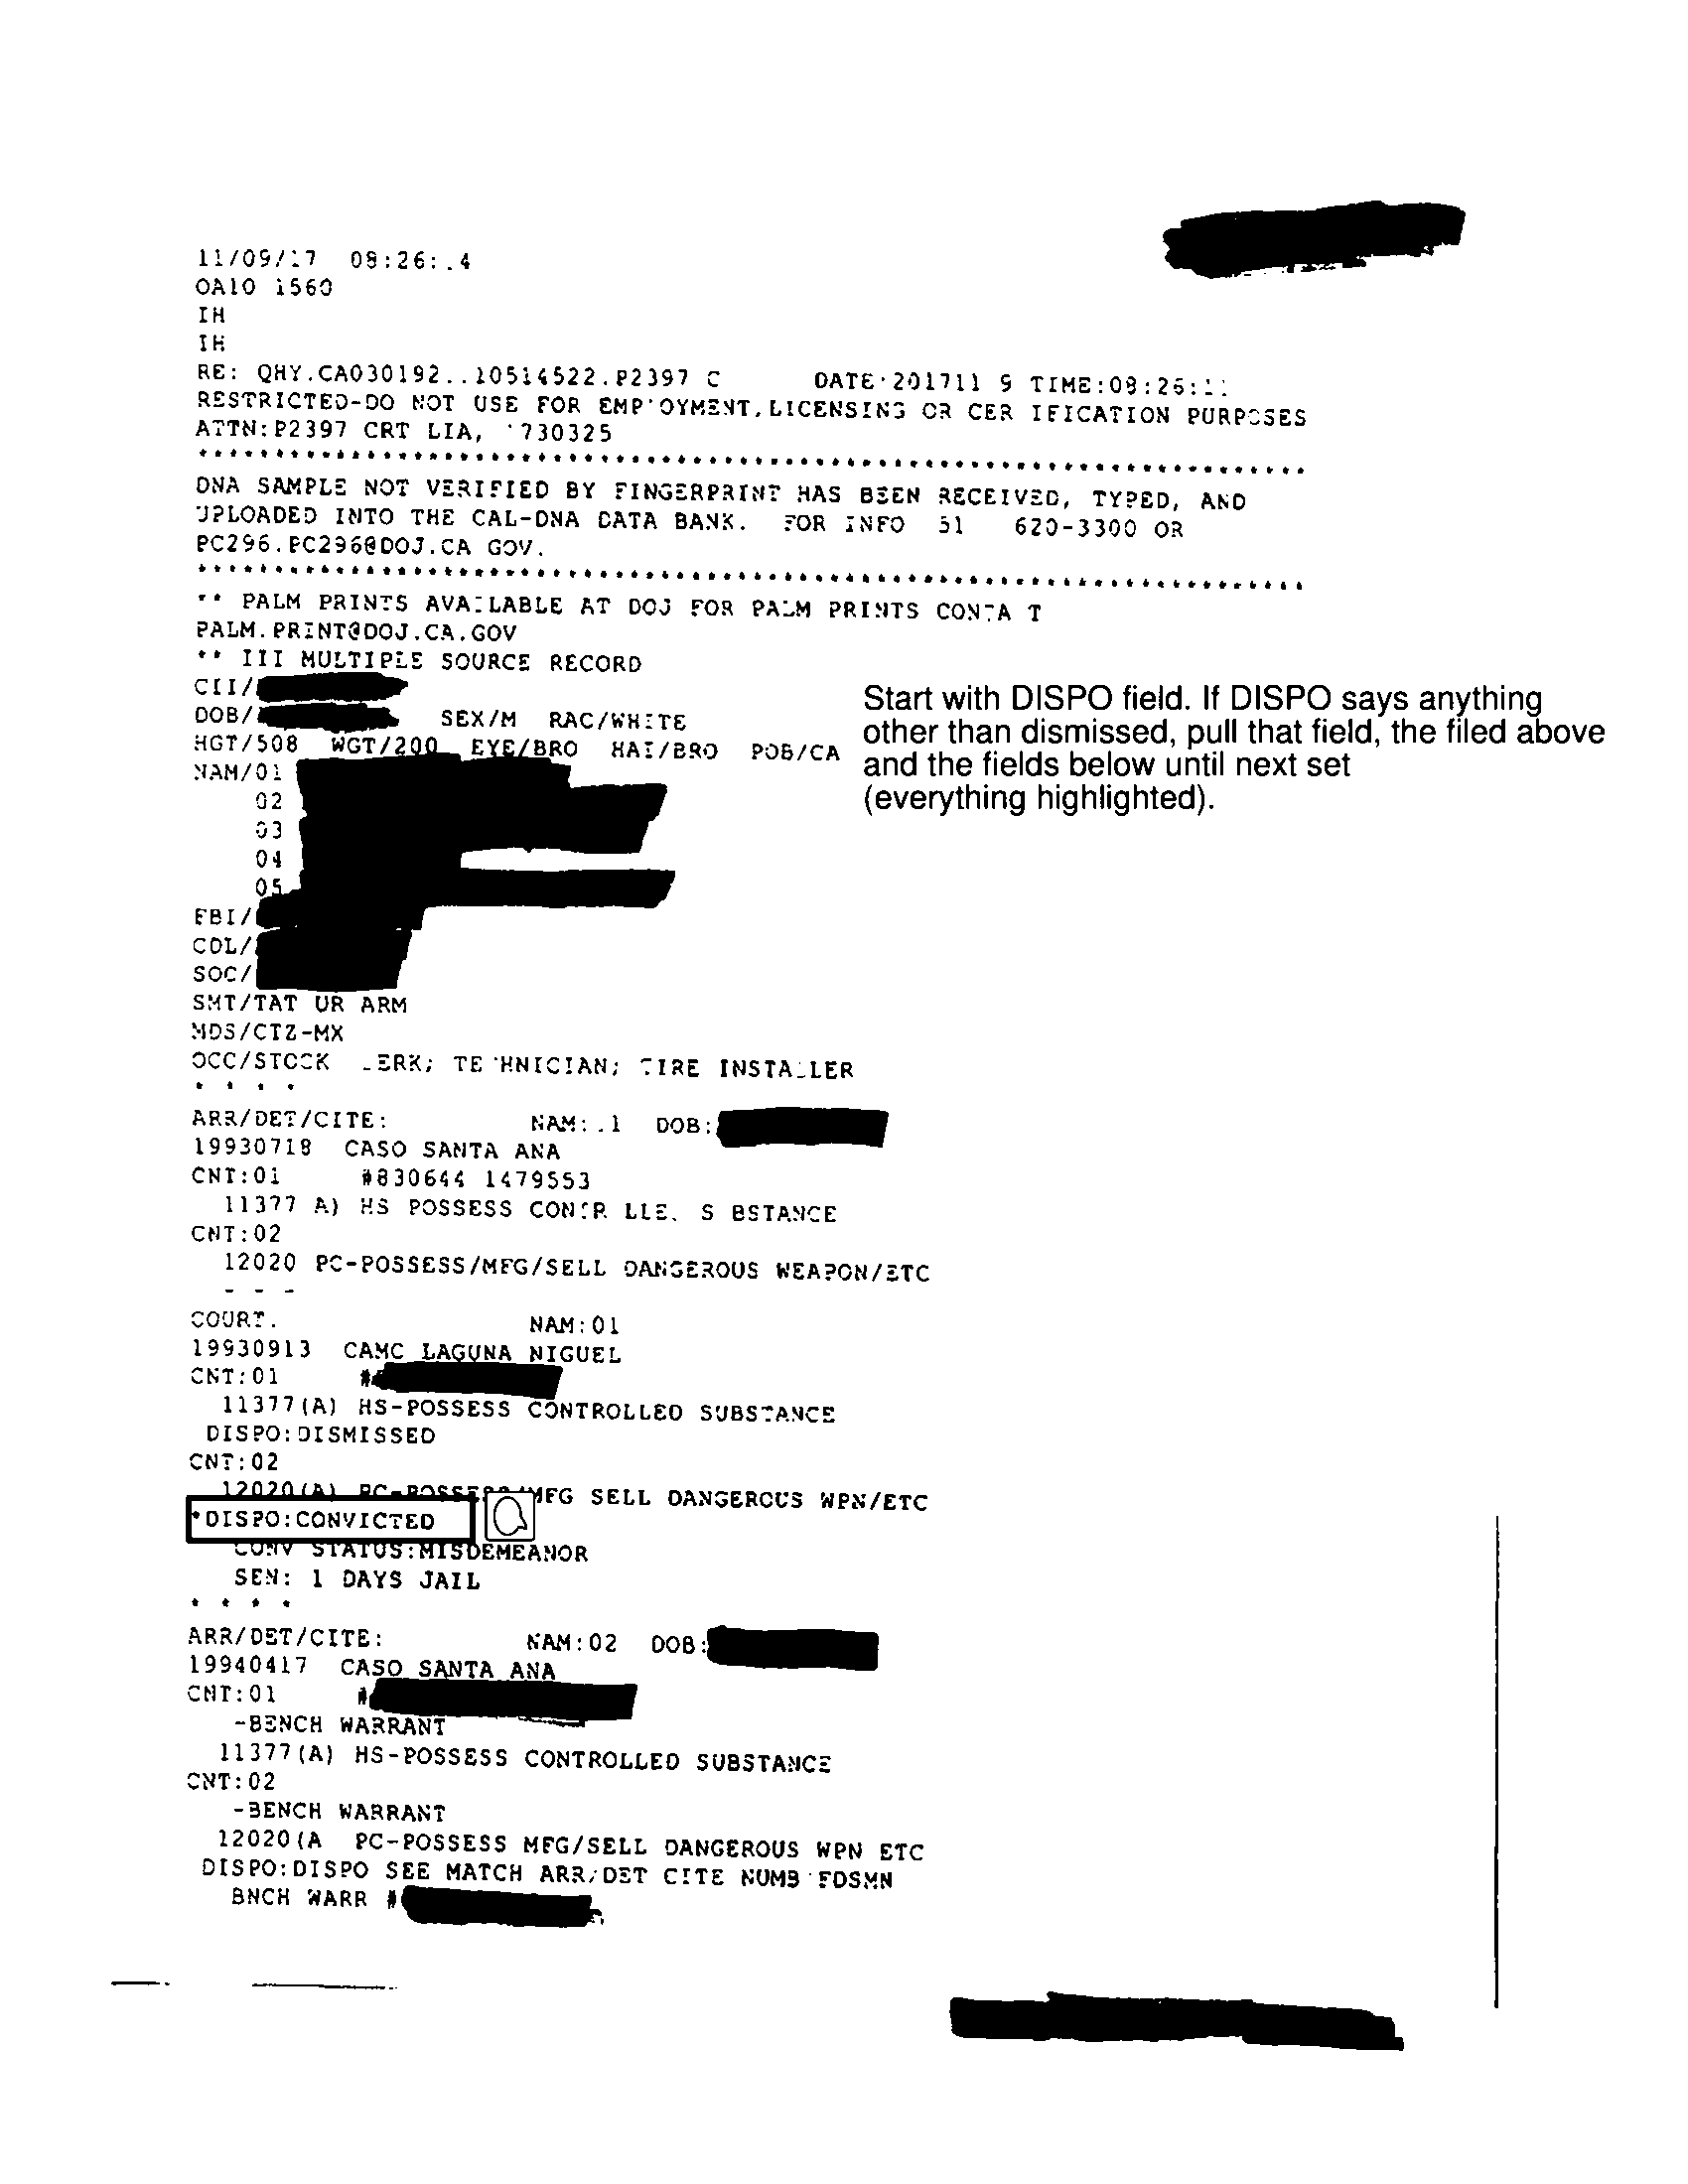 11/09/17 08:26:.4
OA10 1560
IH
IH
RE: QHY.CA030192..10514522.P2397 C DATE 201711 9 TIME:08:26:
RESTRICTED-DO NOT USE FOR EMP OYMENT,LICENSING OR CER IFICATION PURPOSES
ATTN:P2397 CRT LIA, 730325
DNA SAMPLE NOT VERIFIED BY FINGERPRINT HAS BEEN RECEIVED, TYPED, AND
UPLOADED INTO THE CAL-DNA DATA BANK. FOR INFO 51 620-3300 OR
PC296.PC296@DOJ.CA GOV.
** PALM PRINTS AVAILABLE AT DOJ FOR PALM PRINTS CONTA T
PALM.PRINT@DOJ.CA.GOV
** III MULTIPLE SOURCE RECORD
CII/
DOB/ SEX/M RAC/WHITE
HGT/508 WGT/200 EYE/BRO HAI/BRO POB/CA
Start with DISPO field. If DISPO says anything
other than dismissed, pull that field, the filed above
and the fields below until next set
(everything highlighted).
NAM/01
02
03
04
05
FBI/
CDL/
SOC/
SMT/TAT UR ARM
MDS/CTZ-MX
OCC/STOCK LERK; TE HNICIAN; TIRE INSTALLER
* * * *
ARR/DET/CITE: NAM:.1 DOB:
19930718 CASO SANTA ANA
CNT:01 #830644 1479553
11377 A) HS POSSESS CONTR LLE. S BSTANCE
CNT:02
12020 PC-POSSESS/MFG/SELL DANGEROUS WEAPON/ETC
- - -
COURT. NAM:01
19930913 CAMC LAGUNA NIGUEL
CNT:01 #
11377(A) HS-POSSESS CONTROLLED SUBSTANCE
DISPO:DISMISSED
CNT:02
12020(A) PC-POSSESS/MFG SELL DANGEROUS WPN/ETC
*DISPO:CONVICTED
CONV STATUS:MISDEMEANOR
SEN: 1 DAYS JAIL
* * * *
ARR/DET/CITE: NAM:02 DOB:
19940417 CASO SANTA ANA
CNT:01 #
-BENCH WARRANT
11377(A) HS-POSSESS CONTROLLED SUBSTANCE
CNT:02
-BENCH WARRANT
12020(A PC-POSSESS MFG/SELL DANGEROUS WPN ETC
DISPO:DISPO SEE MATCH ARR/DET CITE NUMB FDSMN
BNCH WARR #